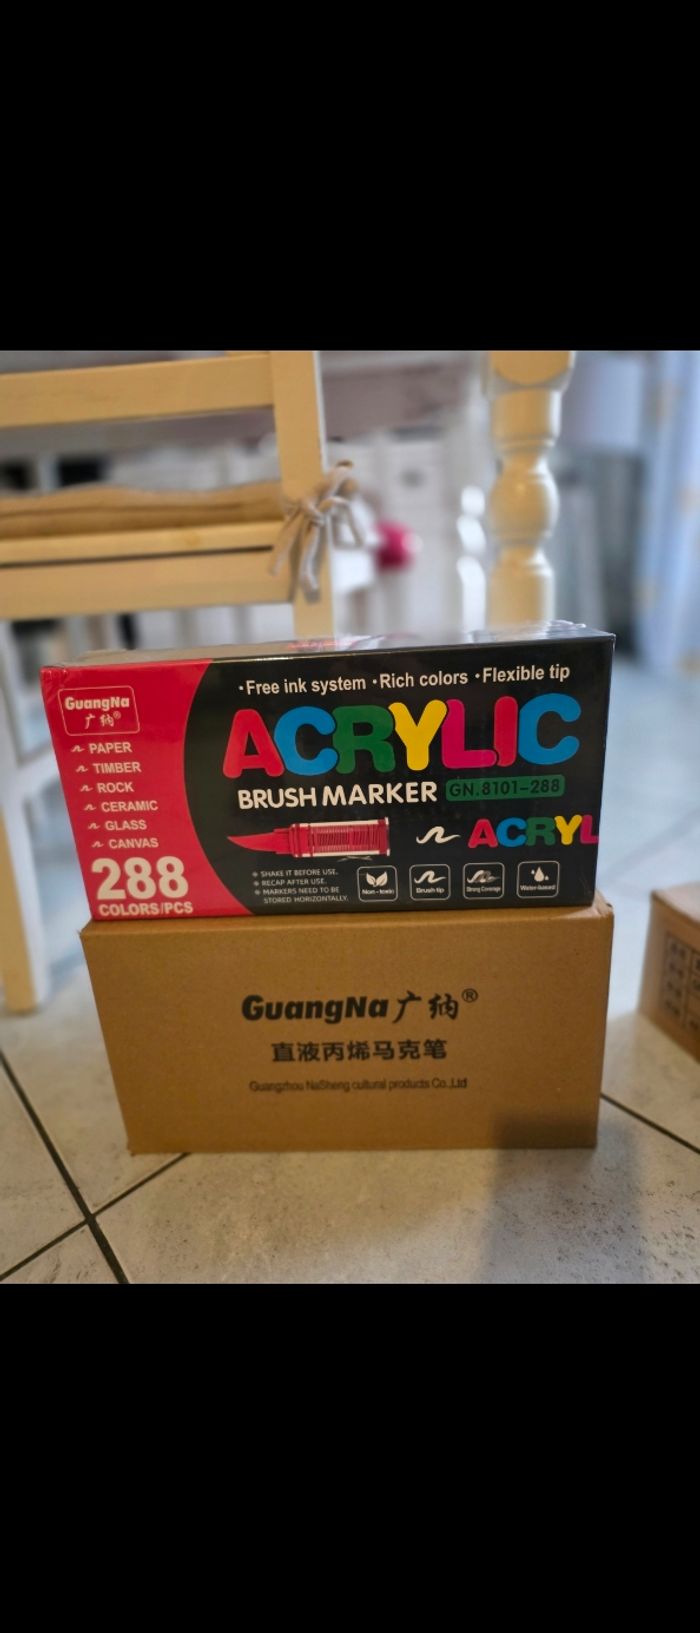 •Free ink system •Rich colors •Flexible tip
GuangNa
广纳®
ACRYLIC
BRUSH MARKER GN.8101-288
PAPER
TIMBER
ROCK
CERAMIC
GLASS
CANVAS
288
COLORS/PCS
ACRYL
SHAKE IT BEFORE USE.
RECAP AFTER USE.
MARKERS NEED TO BE
STORED HORIZONTALLY.
Non-toxic
Brush tip
Strong Coverage
Water-based
GuangNa广纳®
直液丙烯马克笔
Guangzhou NaSheng cultural products Co.,Ltd